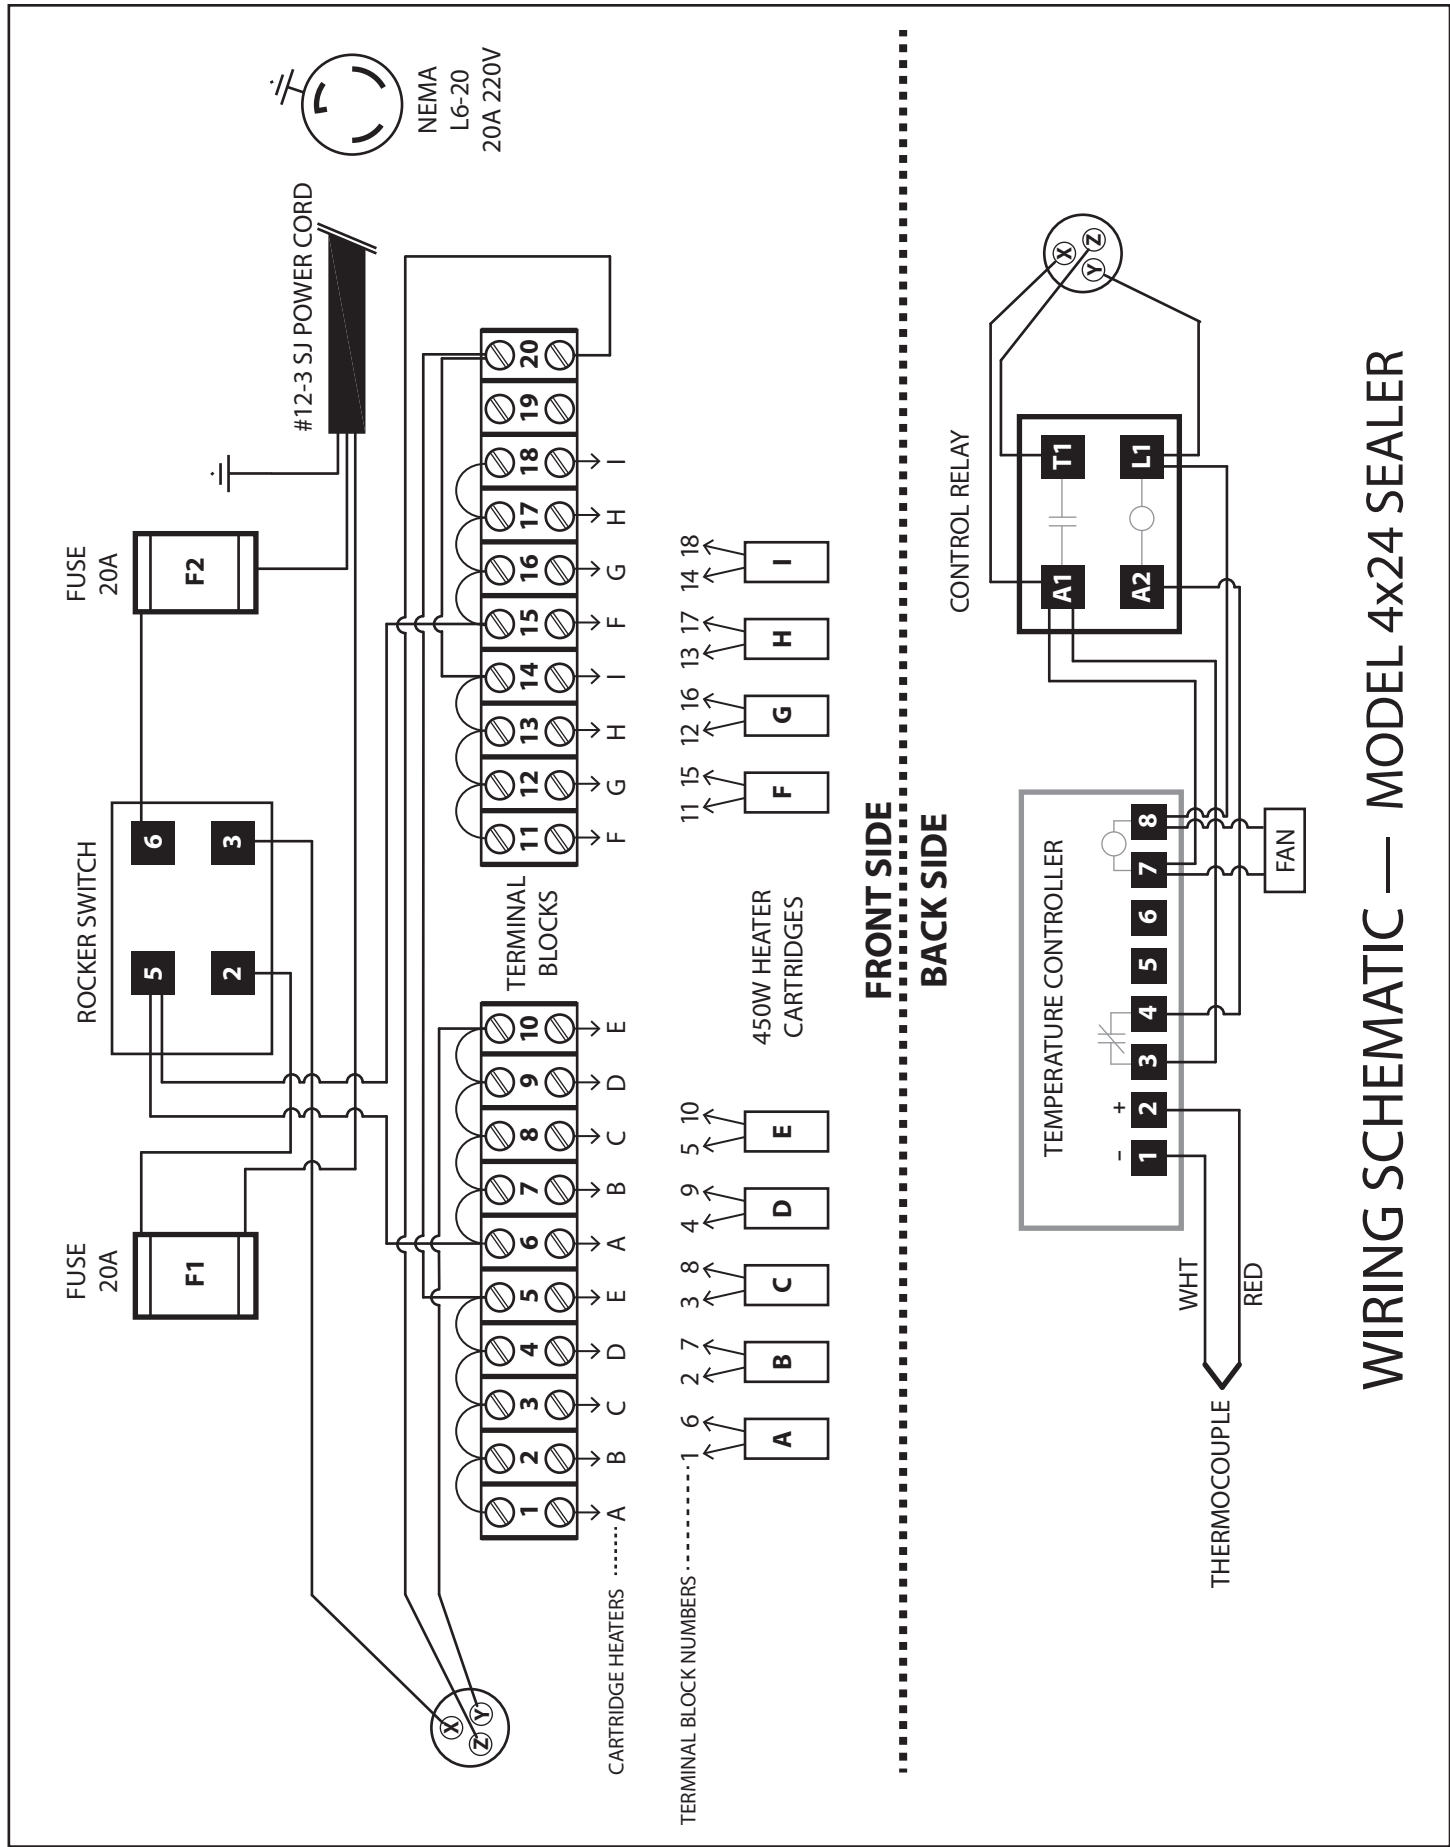 FUSE
20A
F1
ROCKER SWITCH
5
6
2
3
FUSE
20A
F2
#12-3 SJ POWER CORD
NEMA
L6-20
20A 220V
X
Z
Y
1
2
3
4
5
6
7
8
9
10
TERMINAL
BLOCKS
11
12
13
14
15
16
17
18
19
20
CARTRIDGE HEATERS
A
B
C
D
E
A
B
C
D
E
F
G
H
I
F
G
H
I
TERMINAL BLOCK NUMBERS
1 6
2 7
3 8
4 9
5 10
11 15
12 16
13 17
14 18
A
B
C
D
E
450W HEATER
CARTRIDGES
F
G
H
I
FRONT SIDE
BACK SIDE
THERMOCOUPLE
WHT
RED
TEMPERATURE CONTROLLER
–
+
1
2
3
4
5
6
7
8
FAN
CONTROL RELAY
A1
T1
A2
L1
X
Y
Z
WIRING SCHEMATIC — MODEL 4x24 SEALER